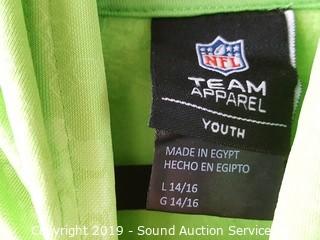 NFL
TEAM
APPAREL
YOUTH
MADE IN EGYPT
HECHO EN EGIPTO
L 14/16
G 14/16
Copyright 2019 - Sound Auction Service